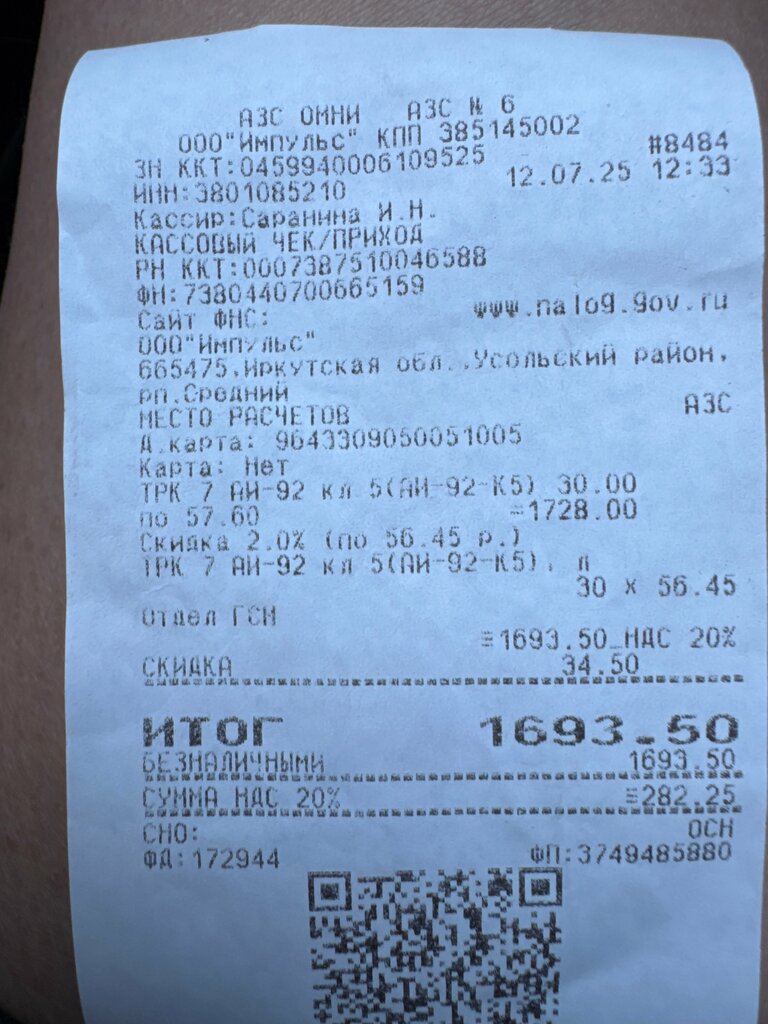 АЗС ОМНИ АЗС № 6
ООО"Импульс" КПП 385145002
ЗН ККТ:0459940006109525 #8484
ИНН:3801085210 12.07.25 12:33
Кассир:Саранина И.Н.
КАССОВЫЙ ЧЕК/ПРИХОД
РН ККТ:0007387510046588
ФН:7380440700665159
Сайт ФНС: www.nalog.gov.ru
ООО"Импульс"
665475,Иркутская обл.,Усольский район,
рп.Средний
МЕСТО РАСЧЕТОВ АЗС
Д.карта: 9643309050051005
Карта: Нет
ТРК 7 АИ-92 кл 5(АИ-92-К5) 30.00
по 57.60 =1728.00
Скидка 2.0% (по 56.45 р.)
ТРК 7 АИ-92 кл 5(АИ-92-К5), л
30 x 56.45
Отдел ГСМ
≡1693.50_НДС 20%
СКИДКА 34.50
ИТОГ 1693.50
БЕЗНАЛИЧНЫМИ 1693.50
СУММА НДС 20% ≡282.25
СНО: ОСН
ФД:172944 ФП:3749485880